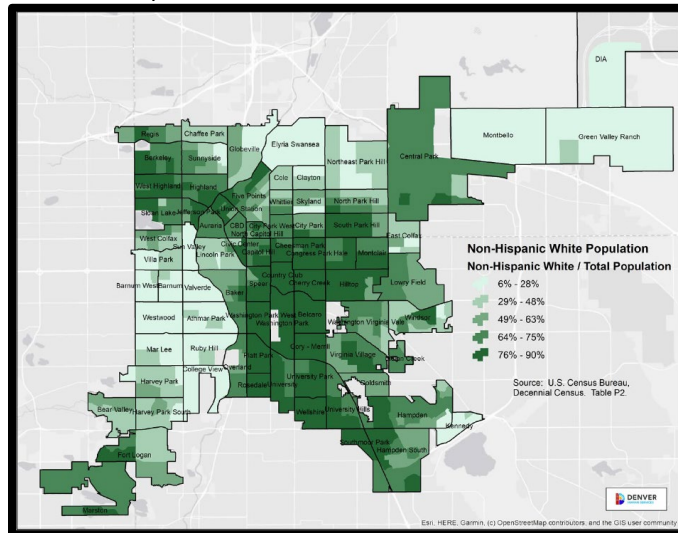 DIA
Montbello
Green Valley Ranch
Central Park
Regis
Chaffee Park
Globeville
Elyria Swansea
Berkeley
Sunnyside
Northeast Park Hill
West Highland
Highland
Cole
Clayton
Five Points
Whittier
Skyland
North Park Hill
Sloan Lake
Jefferson Park
Union Station
Auraria
CBD
City Park West
City Park
South Park Hill
North Capitol Hill
West Colfax
Sun Valley
Lincoln Park
Civic Center
Capitol Hill
Cheesman Park
Congress Park
Hale
Montclair
East Colfax
Villa Park
Country Club
Lowry Field
Barnum West
Barnum
Valverde
Baker
Speer
Cherry Creek
Hilltop
Westwood
Athmar Park
Washington Park West
Washington Park
Belcaro
Washington Virginia Vale
Windsor
Mar Lee
Ruby Hill
Platt Park
Cory - Merrill
Virginia Village
Indian Creek
College View
Overland
Harvey Park
Rosedale
University
University Park
Goldsmith
Bear Valley
Harvey Park South
Wellshire
University Hills
Hampden
Kennedy
Southmoor Park
Hampden South
Fort Logan
Marston
Non-Hispanic White Population
Non-Hispanic White / Total Population
6% - 28%
29% - 48%
49% - 63%
64% - 75%
76% - 90%
Source: U.S. Census Bureau,
Decennial Census. Table P2.
DENVER
Esri, HERE, Garmin, (c) OpenStreetMap contributors, and the GIS user community